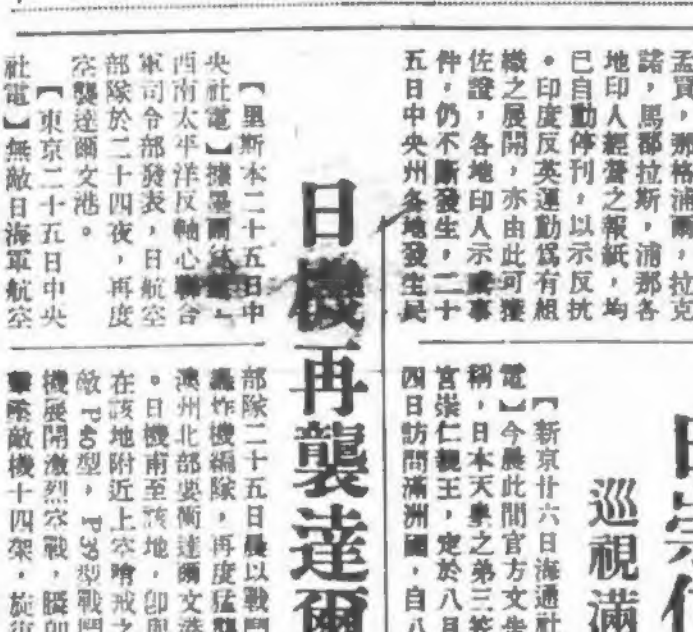 孟買，那格浦爾，拉克
諾，馬都拉斯，浦那各
地印人經營之報紙，均
已自動停刊，以示反抗
。印度反英運動爲有組
織之展開，亦由此可獲
佐證，各地印人示威事
件，仍不斷發生，二十
五日中央州各地發生民
日宗仁
巡視滿
【新京廿六日海通社
電】今晨此間官方文告
稱，日本天皇之弟三笠
宮崇仁親王，定於八月
四日訪問滿洲國，自八
日機再襲達爾
【里斯本二十五日中
央社電】據墨爾鉢電，
西南太平洋反軸心聯合
軍司令部發表，日航空
部隊於二十四夜，再度
空襲達爾文港。
【東京二十五日中央
社電】無敵日海軍航空
部隊二十五日晨以戰鬥
轟炸機編隊，再度猛襲
澳州北部要衝達爾文港
。日機甫至該地，卽與
在該地附近上空哨戒之
敵P40型，P39型戰鬥
機展開激烈空戰，瞬卽
擊落敵機十四架，旋